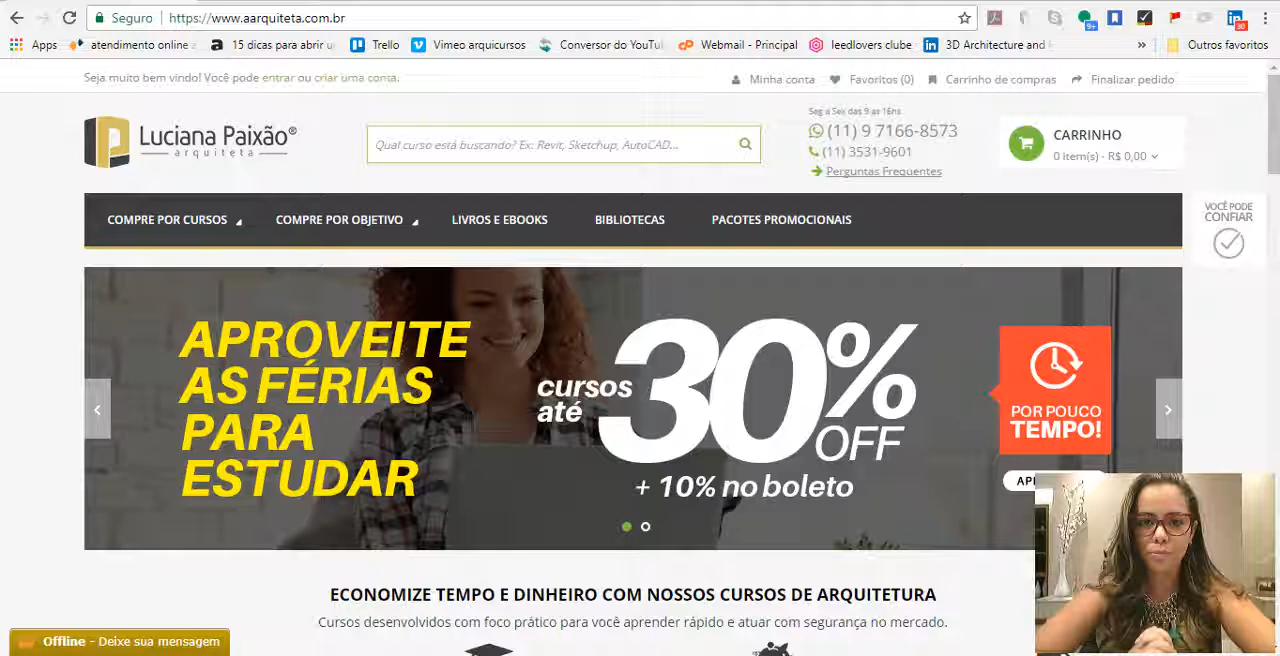 Seguro
https://www.aarquiteta.com.br
9+
30
Apps
atendimento online
15 dicas para abrir u
Trello
Vimeo arquicursos
Conversor do YouTu
Webmail - Principal
leedlovers clube
3D Architecture and
»
Outros favoritos
Seja muito bem vindo! Você pode entrar ou criar uma conta.
Minha conta
Favoritos (0)
Carrinho de compras
Finalizar pedido
Luciana Paixão®
arquiteta
Qual curso está buscando? Ex: Revit, Sketchup, AutoCAD...
Seg a Sex das 9 as 16hs
(11) 9 7166-8573
(11) 3531-9601
Perguntas Frequentes
CARRINHO
0 item(s) - R$ 0,00
COMPRE POR CURSOS
COMPRE POR OBJETIVO
LIVROS E EBOOKS
BIBLIOTECAS
PACOTES PROMOCIONAIS
VOCÊ PODE
CONFIAR
APROVEITE
AS FÉRIAS
PARA
ESTUDAR
cursos
até
30%
OFF
+ 10% no boleto
POR POUCO
TEMPO!
ECONOMIZE TEMPO E DINHEIRO COM NOSSOS CURSOS DE ARQUITETURA
Cursos desenvolvidos com foco prático para você aprender rápido e atuar com segurança no mercado.
Offline - Deixe sua mensagem